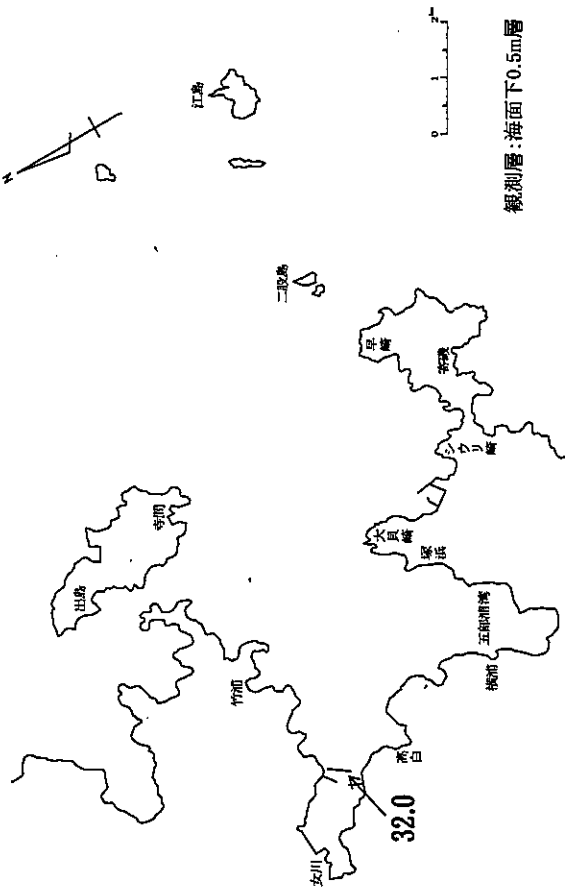 N
江島
二股島
出島
寺間
竹浦
女川
32.0
高白
横浦
五部浦湾
塚浜
大貝崎
シウリ崎
早崎
寄磯
0 1 2
観測層:海面下0.5m層